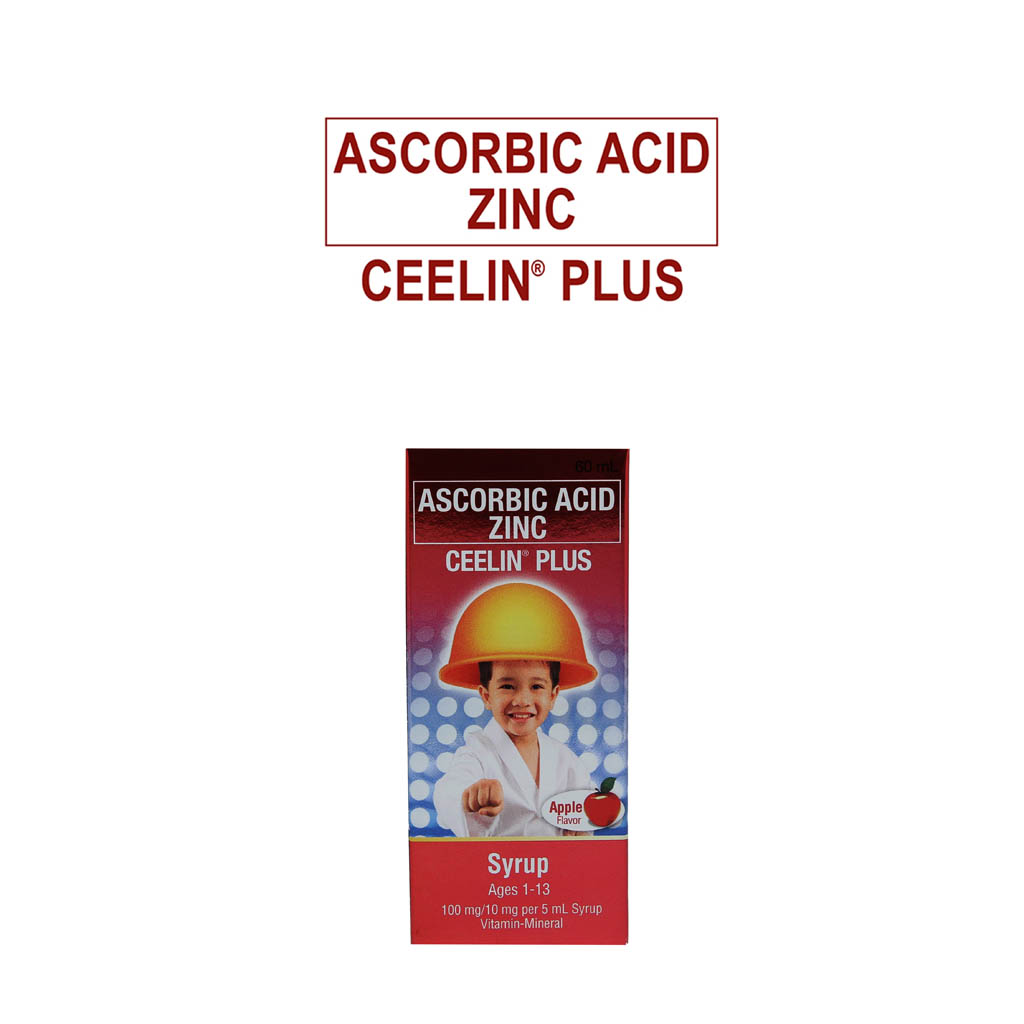 ASCORBIC ACID
ZINC
CEELIN® PLUS
60 mL
ASCORBIC ACID
ZINC
CEELIN® PLUS
Apple
Flavor
Syrup
Ages 1-13
100 mg/10 mg per 5 mL Syrup
Vitamin-Mineral